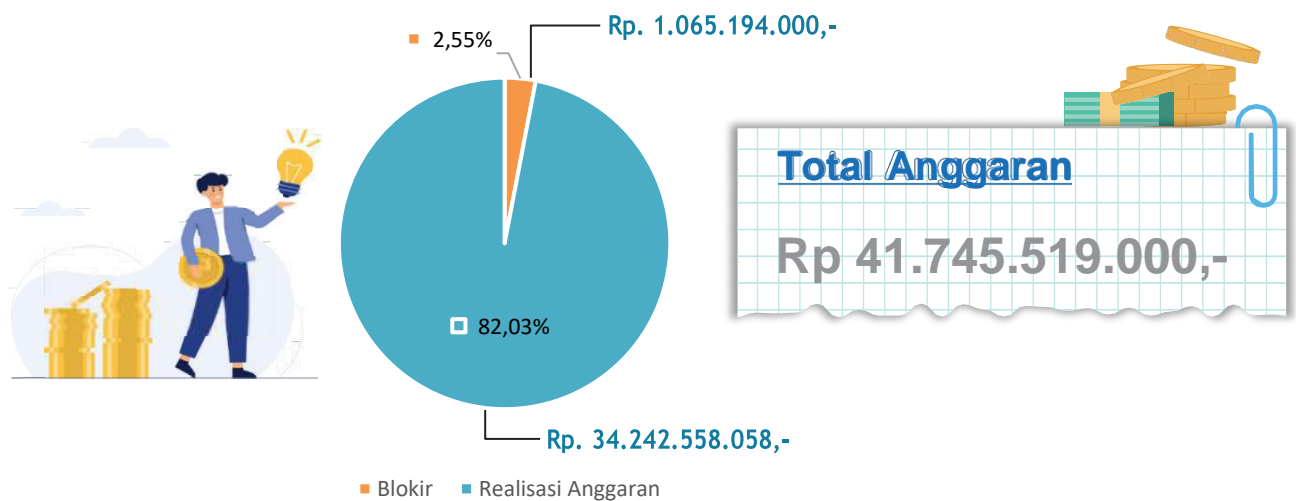 Rp. 1.065.194.000,-
2,55%
Total Anggaran
Rp 41.745.519.000,-
82,03%
Rp. 34.242.558.058,-
Blokir Realisasi Anggaran